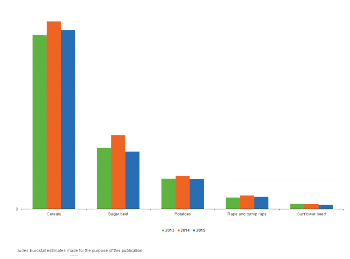 0
Cereals
Sugar beet
Potatoes
Rape and turnip rape
Sunflower seed
2013 2014 2015
Eurostat estimates made for the purpose of this publication